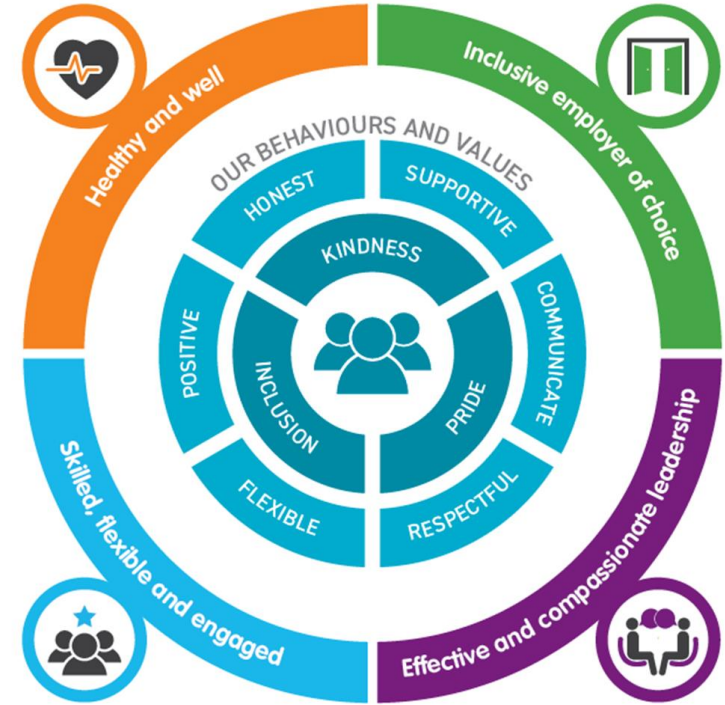 Healthy and well
Inclusive employer of choice
OUR BEHAVIOURS AND VALUES
HONEST
SUPPORTIVE
KINDNESS
POSITIVE
COMMUNICATE
INCLUSION
PRIDE
FLEXIBLE
RESPECTFUL
Skilled, flexible and engaged
Effective and compassionate leadership